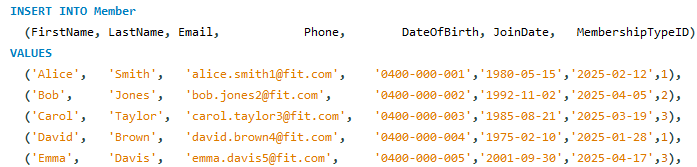 INSERT INTO Member
(FirstName, LastName, Email, Phone, DateOfBirth, JoinDate, MembershipTypeID)
VALUES
('Alice', 'Smith', 'alice.smith1@fit.com', '0400-000-001','1980-05-15','2025-02-12',1),
('Bob', 'Jones', 'bob.jones2@fit.com', '0400-000-002','1992-11-02','2025-04-05',2),
('Carol', 'Taylor', 'carol.taylor3@fit.com', '0400-000-003','1985-08-21','2025-03-19',3),
('David', 'Brown', 'david.brown4@fit.com', '0400-000-004','1975-02-10','2025-01-28',1),
('Emma', 'Davis', 'emma.davis5@fit.com', '0400-000-005','2001-09-30','2025-04-17',3),